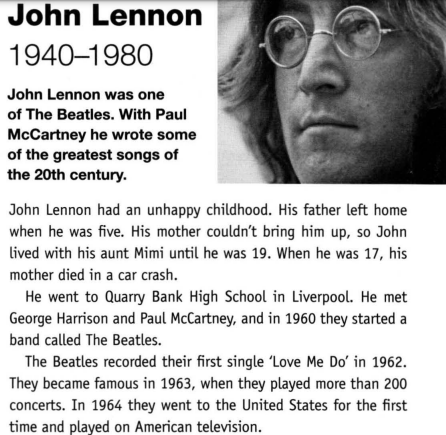 John Lennon
1940–1980
John Lennon was one
of The Beatles. With Paul
McCartney he wrote some
of the greatest songs of
the 20th century.
John Lennon had an unhappy childhood. His father left home
when he was five. His mother couldn't bring him up, so John
lived with his aunt Mimi until he was 19. When he was 17, his
mother died in a car crash.
He went to Quarry Bank High School in Liverpool. He met
George Harrison and Paul McCartney, and in 1960 they started a
band called The Beatles.
The Beatles recorded their first single ‘Love Me Do’ in 1962.
They became famous in 1963, when they played more than 200
concerts. In 1964 they went to the United States for the first
time and played on American television.